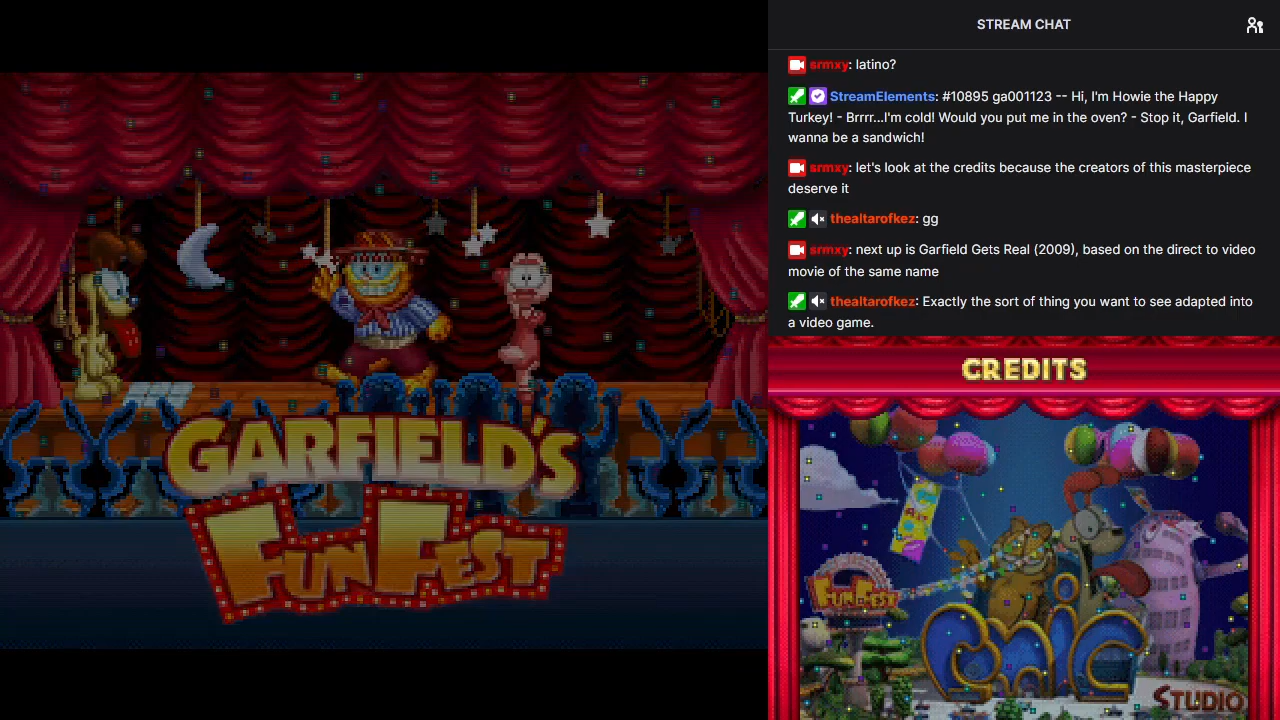 STREAM CHAT
srmxy: latino?
StreamElements: #10895 ga001123 -- Hi, I'm Howie the Happy
Turkey! - Brrrr...I'm cold! Would you put me in the oven? - Stop it, Garfield. I
wanna be a sandwich!
srmxy: let's look at the credits because the creators of this masterpiece
deserve it
thealtarofkez: gg
srmxy: next up is Garfield Gets Real (2009), based on the direct to video
movie of the same name
thealtarofkez: Exactly the sort of thing you want to see adapted into
a video game.
CREDITS
GARFIELD'S
FUNFEST
FUNFEST
COMIC
STUDIO